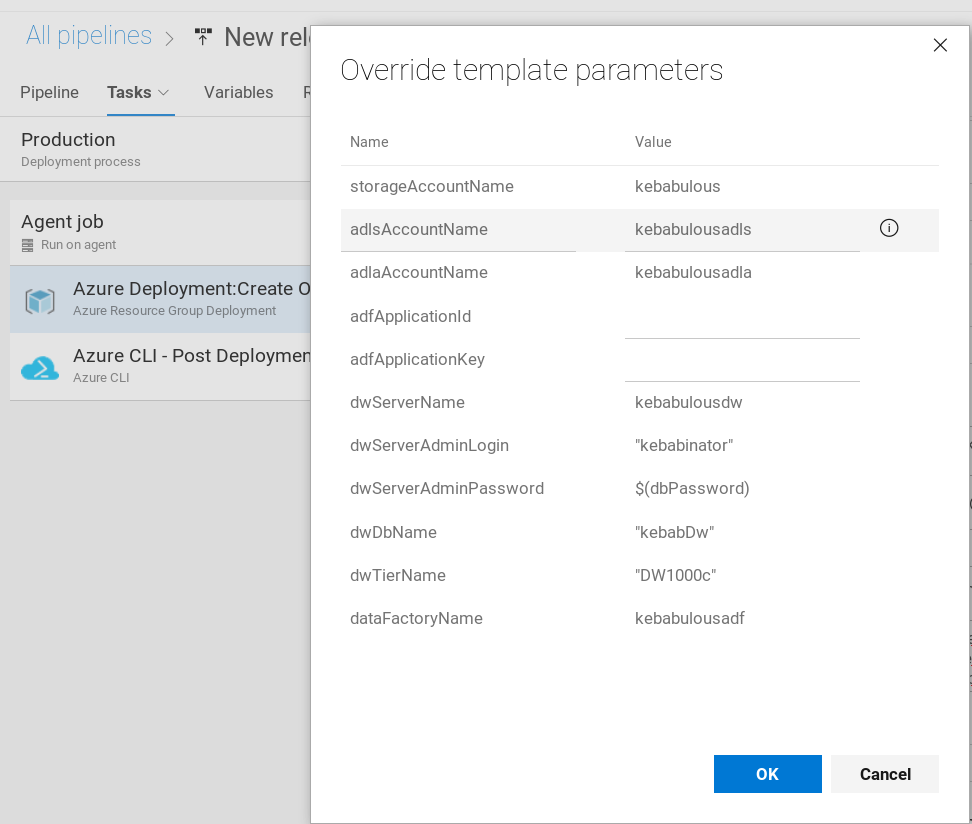 All pipelines
New rel
Pipeline
Tasks
Variables
Production
Deployment process
Agent job
Run on agent
Azure Deployment:Create O
Azure Resource Group Deployment
Azure CLI - Post Deploymen
Azure CLI
Override template parameters
Name Value
storageAccountName kebabulous
adlsAccountName kebabulousadls
adlaAccountName kebabulousadla
adfApplicationId
adfApplicationKey
dwServerName kebabulousdw
dwServerAdminLogin "kebabinator"
dwServerAdminPassword $(dbPassword)
dwDbName "kebabDw"
dwTierName "DW1000c"
dataFactoryName kebabulousadf
OK Cancel